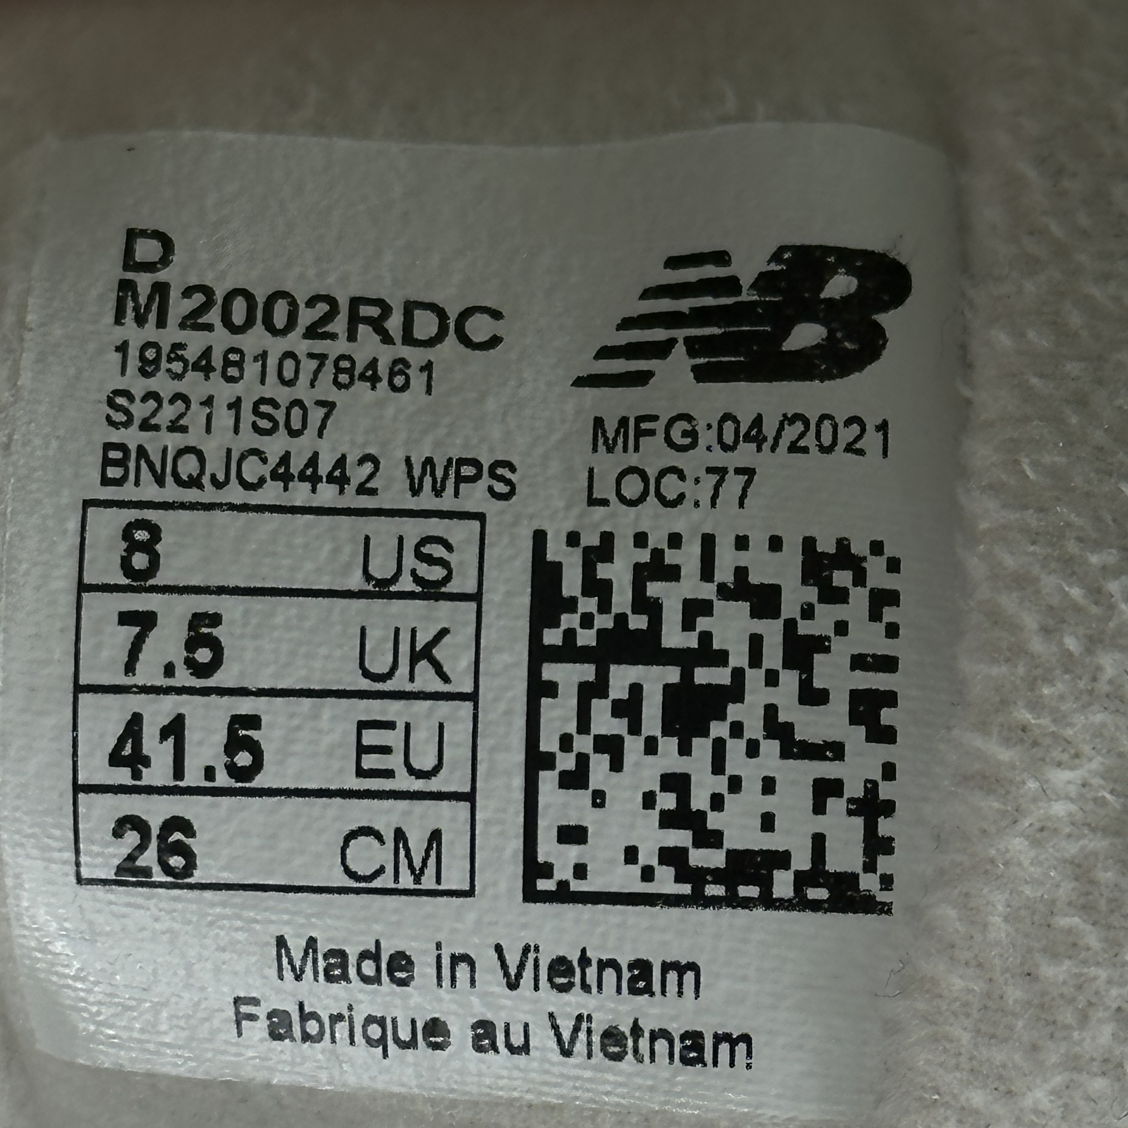 D
M2002RDC
195481078461
S2211S07
BNQJC4442 WPS
NB
MFG:04/2021
LOC:77
8 US
7.5 UK
41.5 EU
26 CM
Made in Vietnam
Fabrique au Vietnam